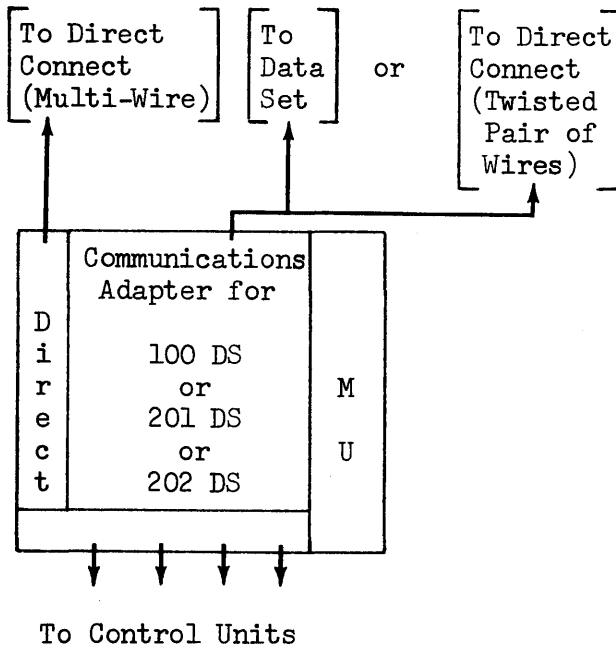 To Direct
Connect
(Multi-Wire)
To
Data
Set
or
To Direct
Connect
(Twisted
Pair of
Wires)
Direct
Communications
Adapter for
100 DS
or
201 DS
or
202 DS
M
U
To Control Units